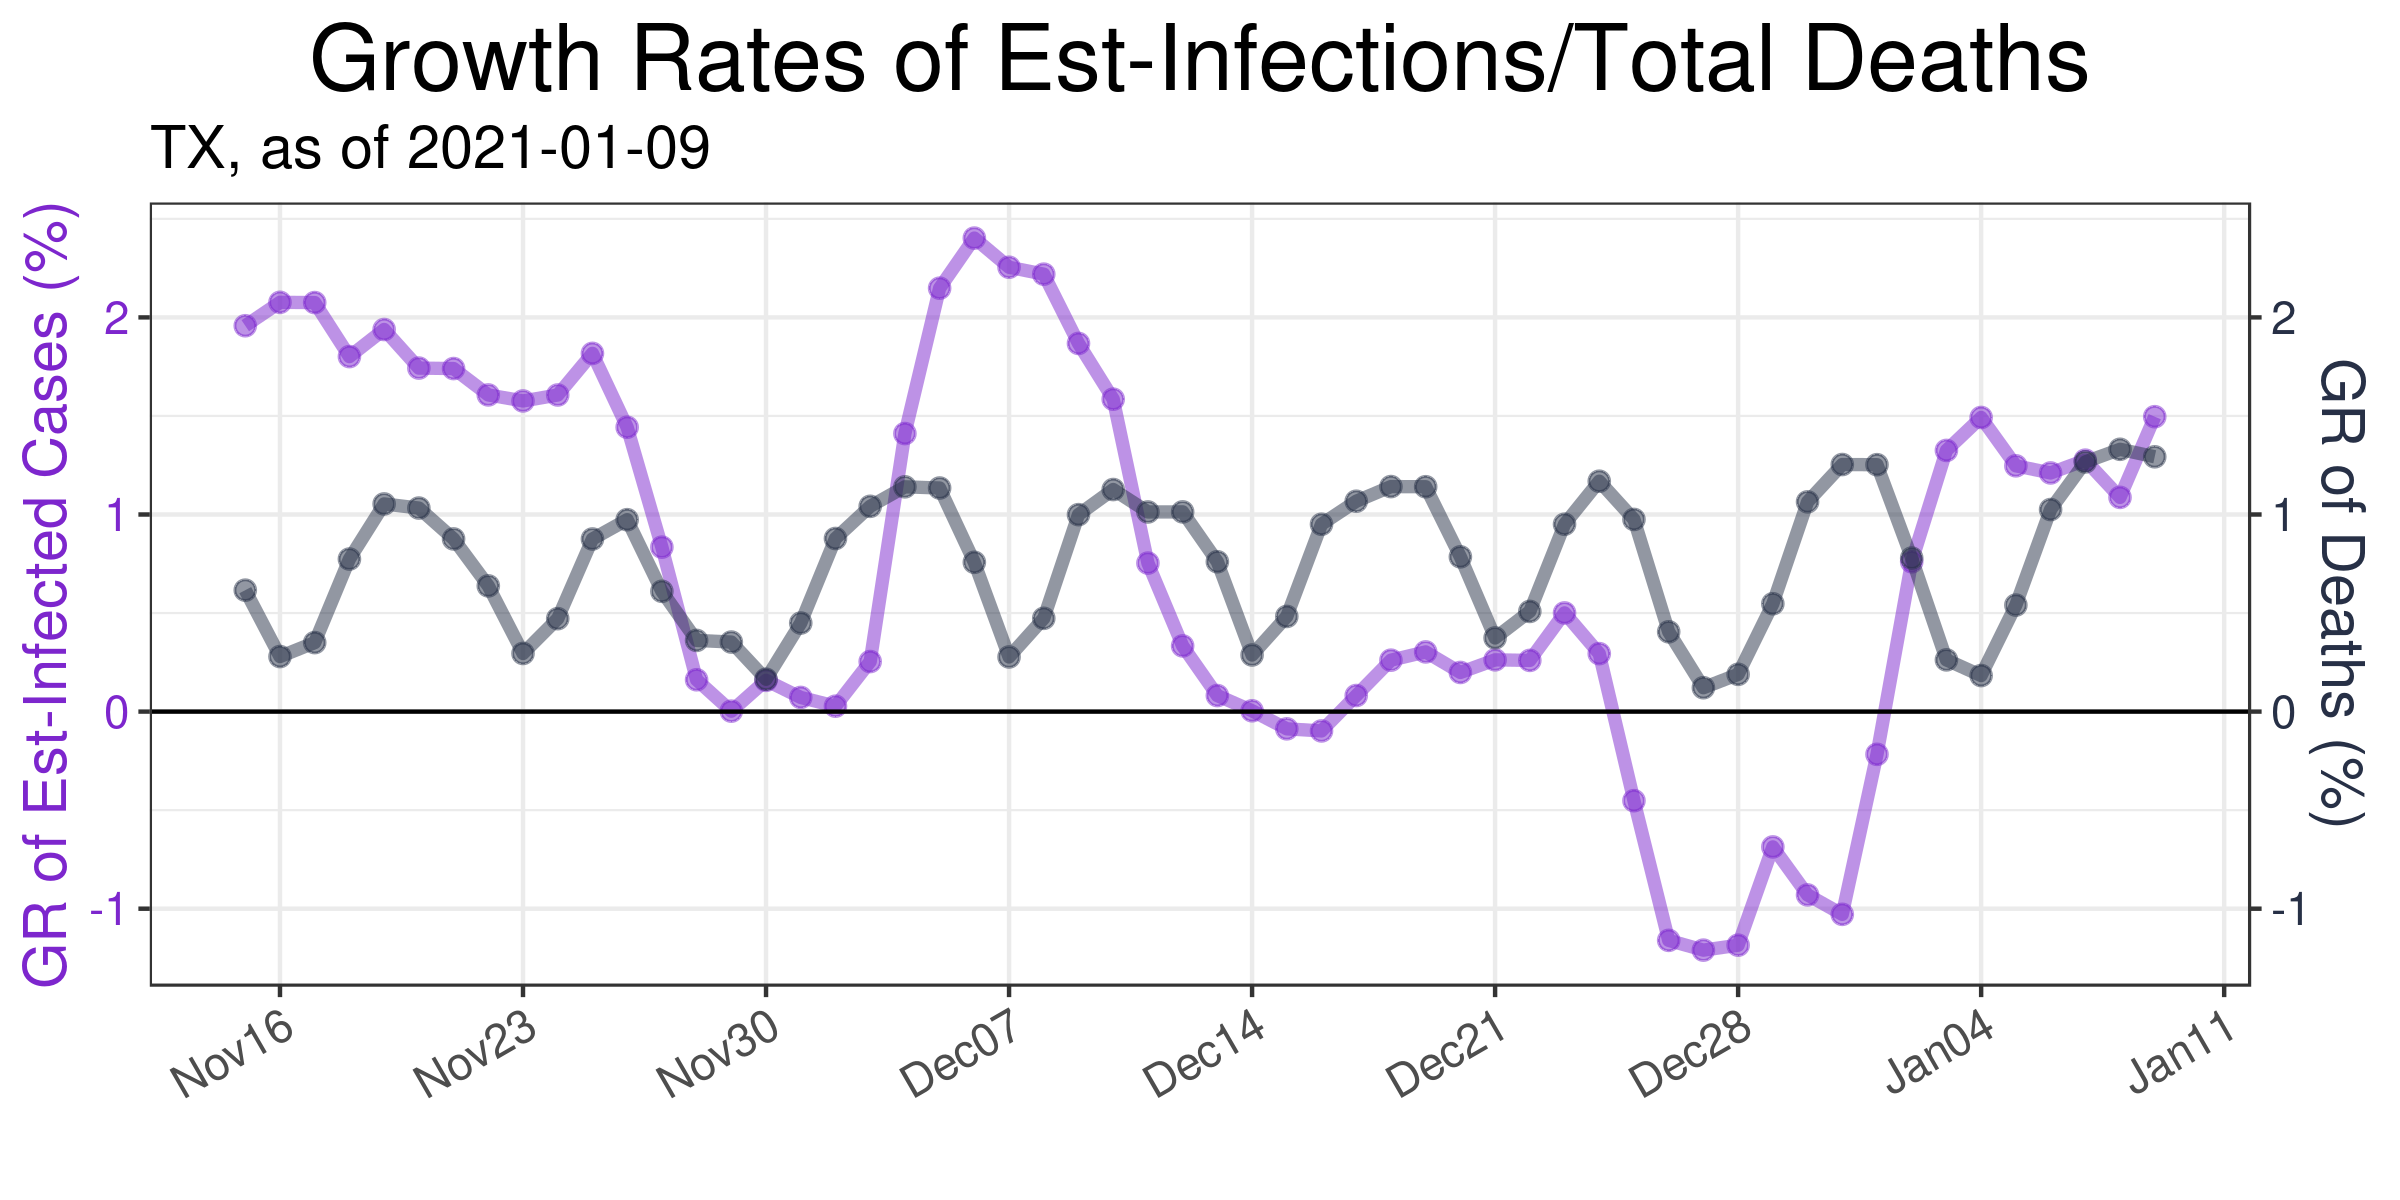 Growth Rates of Est-Infections/Total Deaths
TX, as of 2021-01-09
GR of Est-Infected Cases (%)
2
1
0
-1
2
1
0
-1
GR of Deaths (%)
Nov16
Nov23
Nov30
Dec07
Dec14
Dec21
Dec28
Jan04
Jan11